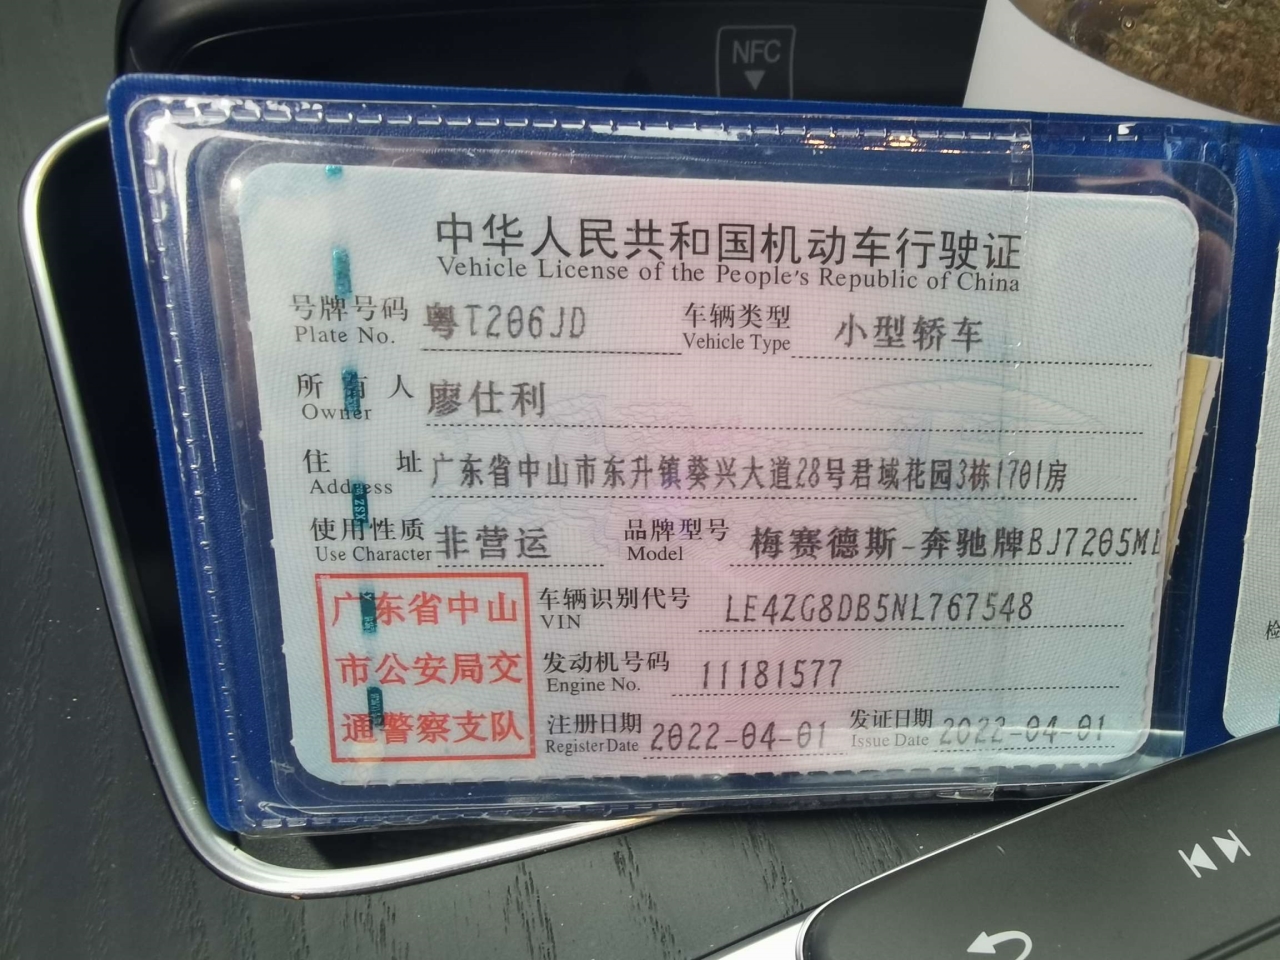 NFC
中华人民共和国机动车行驶证
Vehicle License of the People's Republic of China
号牌号码 粤T206JD 车辆类型 小型轿车
Plate No. Vehicle Type
所有人 廖仕利
Owner
住址 广东省中山市东升镇葵兴大道28号君域花园3栋1701房
Address
使用性质 非营运 品牌型号 梅赛德斯-奔驰牌BJ7205ML
Use Character Model
广东省中山
市公安局交
通警察支队
车辆识别代号 LE4ZG8DB5NL767548
VIN
发动机号码 11181577
Engine No.
注册日期 2022-04-01 发证日期 2022-04-01
Register Date Issue Date
检